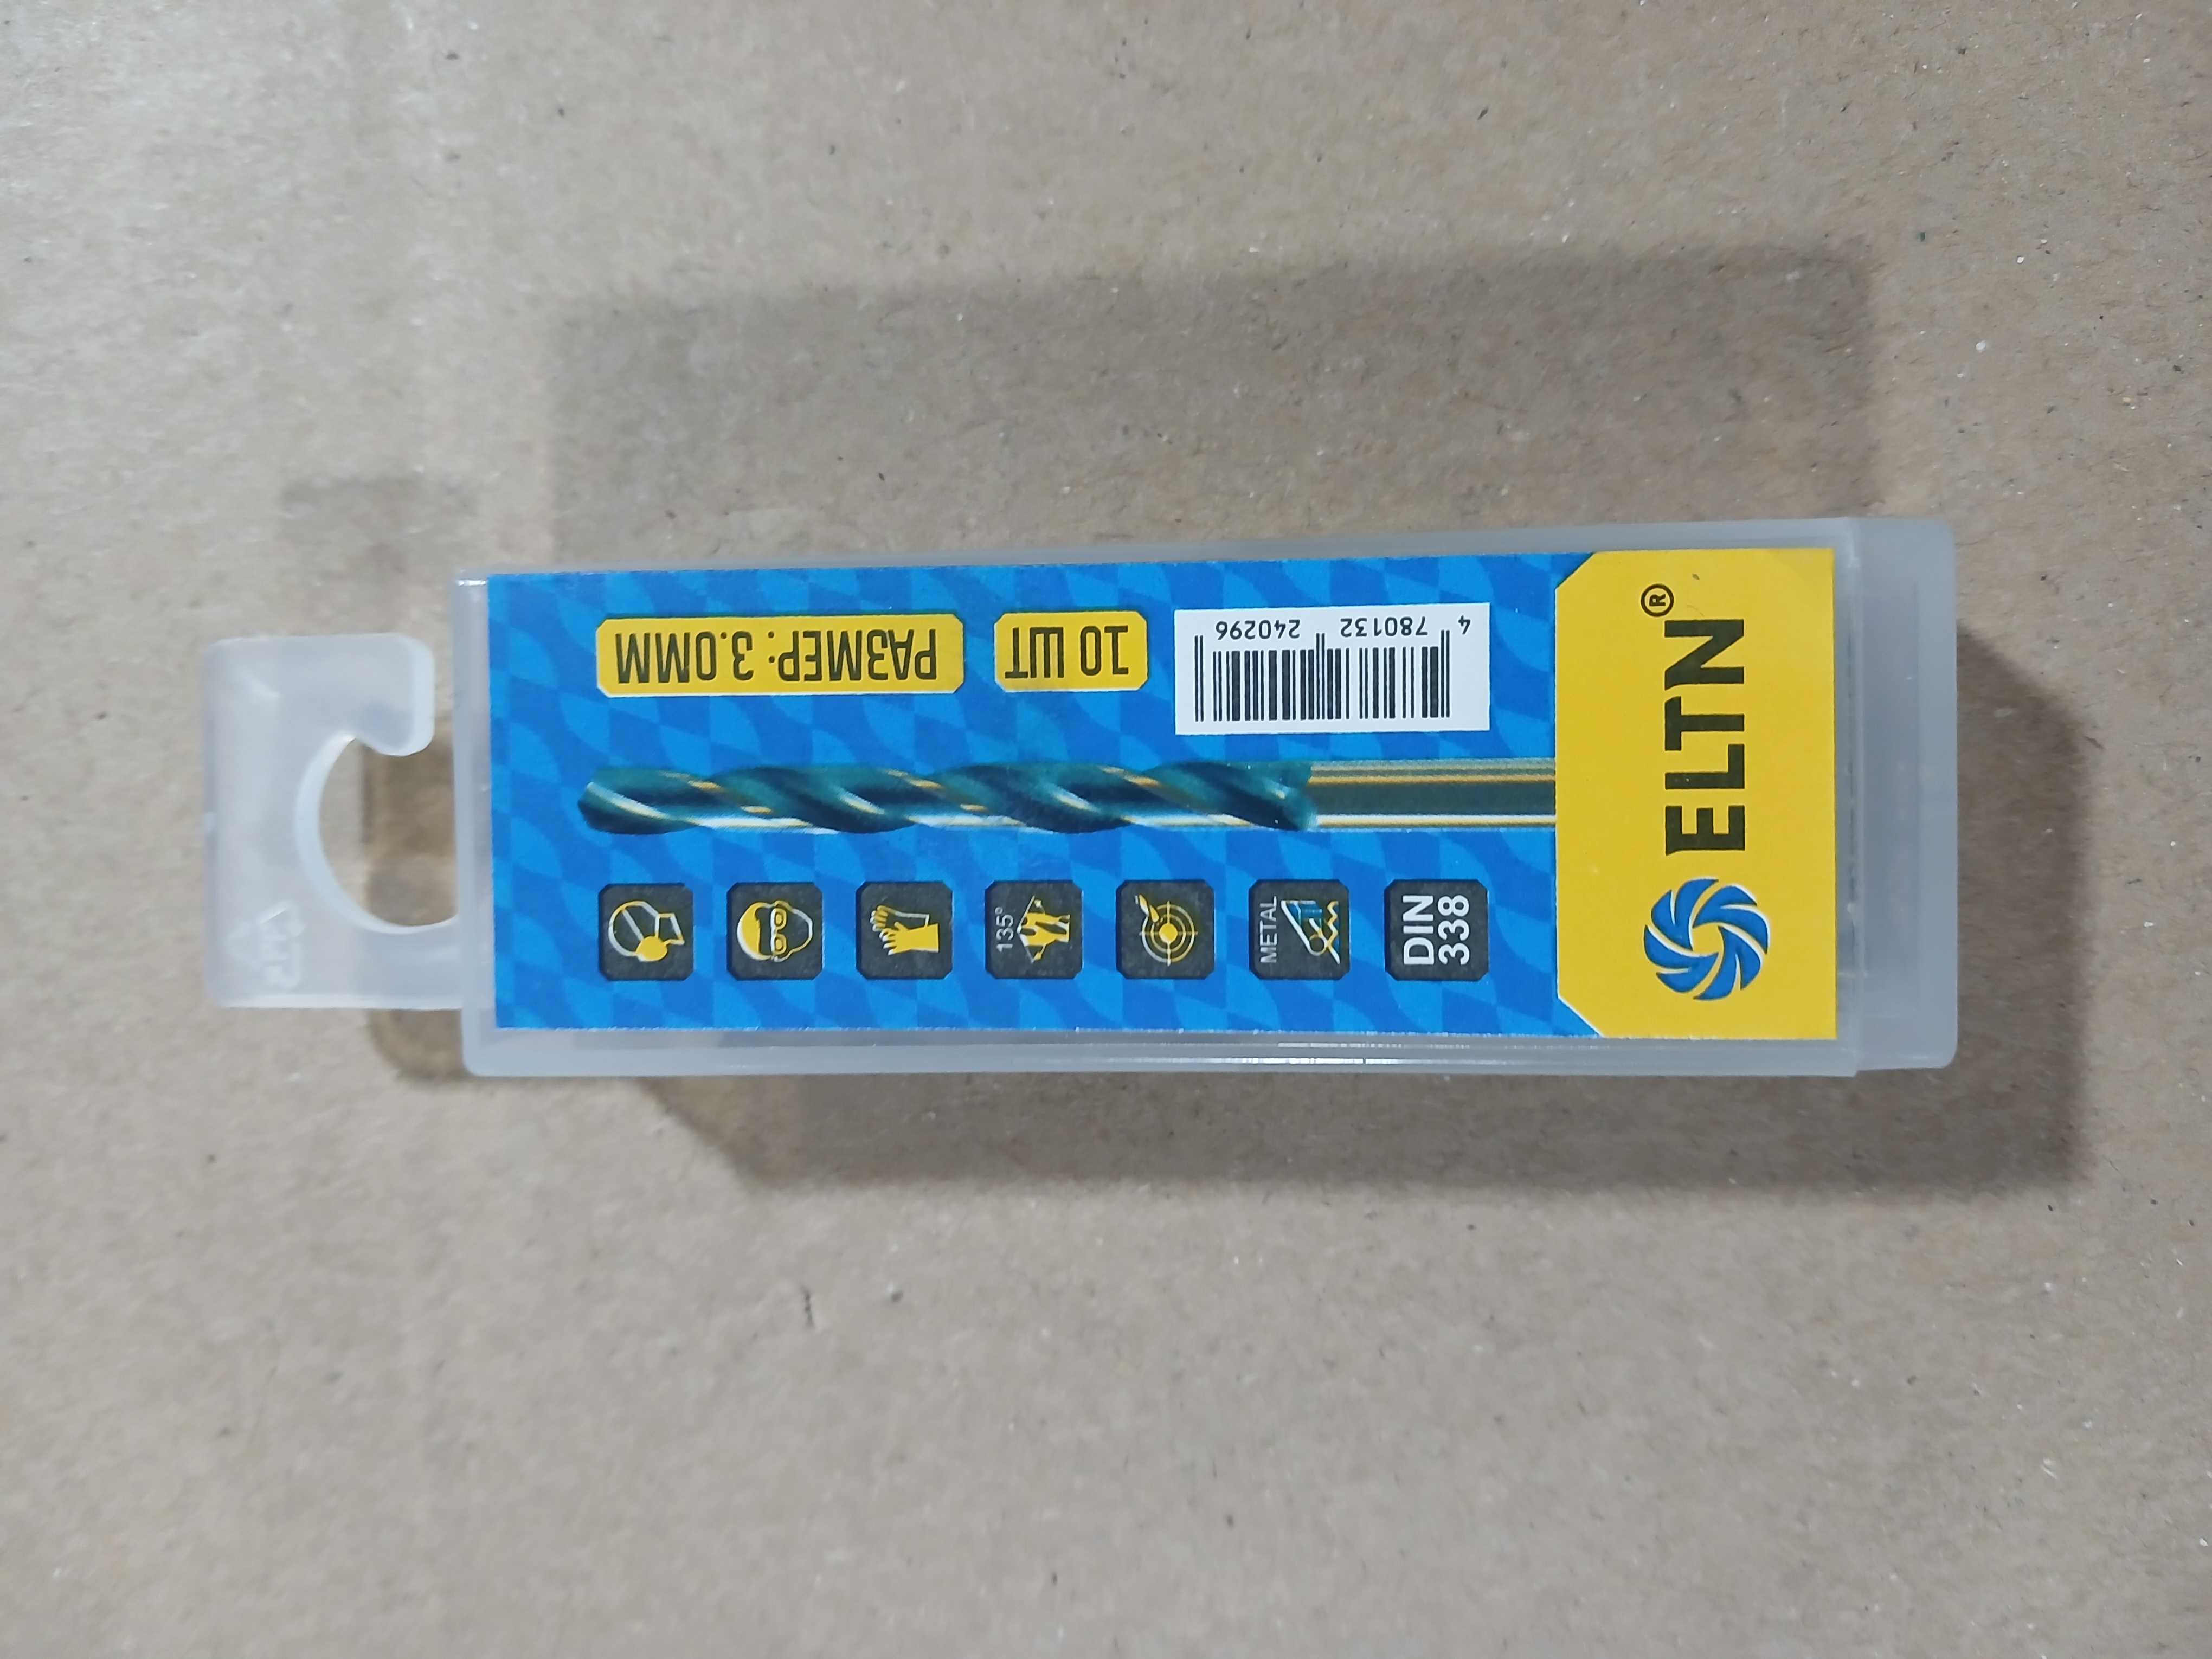 ELTN®
DIN
338
METAL
135°
РАЗМЕР: 3.0ММ
10 ШТ
4 780132 240296